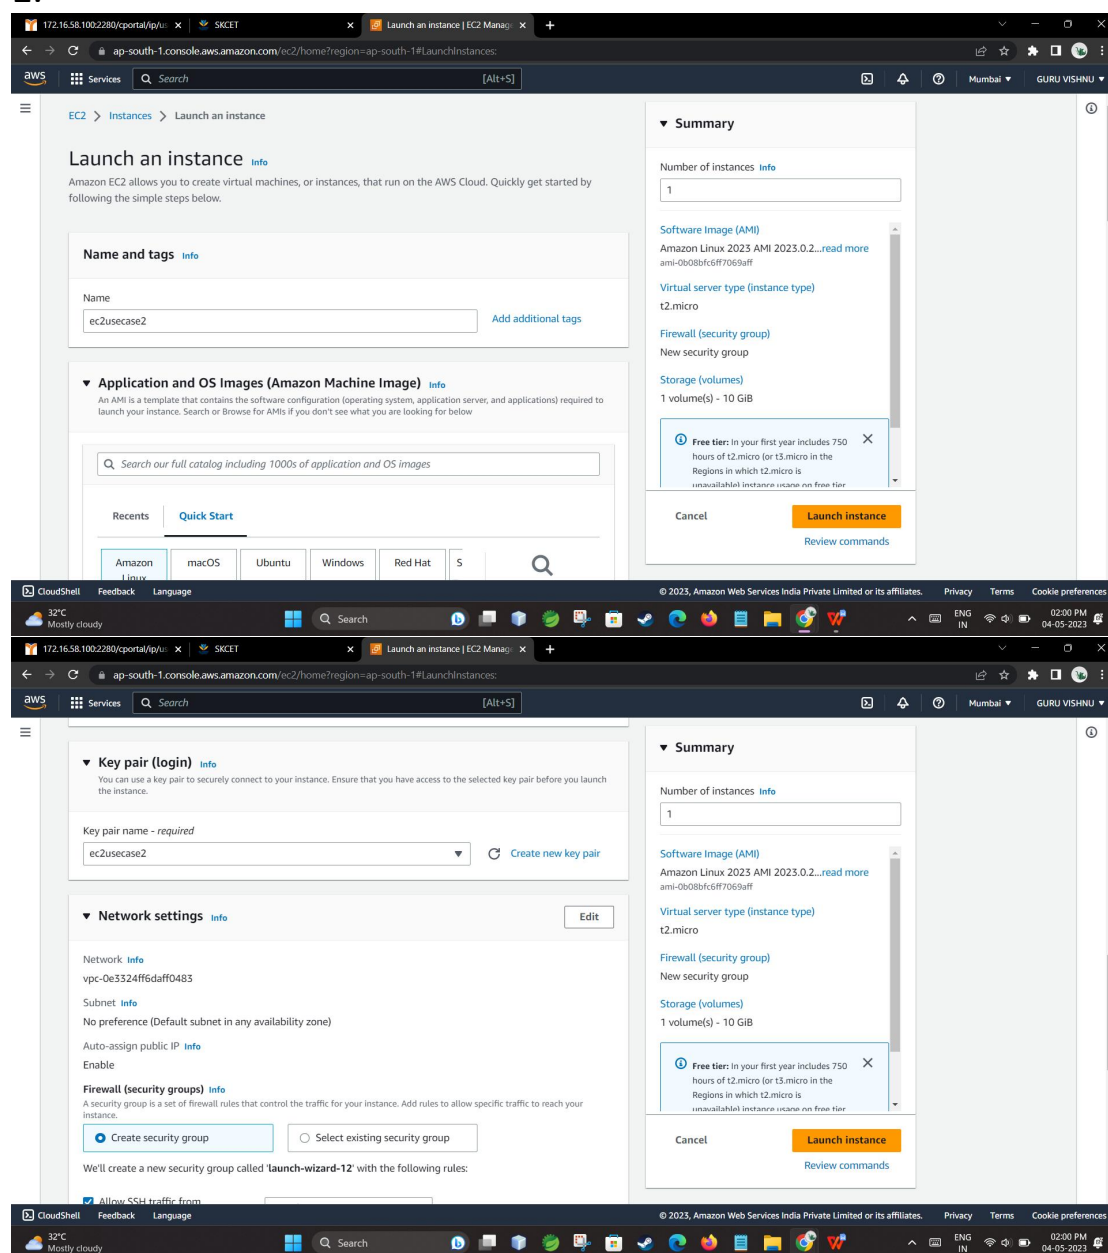 172.16.58.100:2280/cportal/ip/us
SKCET
Launch an instance | EC2 Manage
ap-south-1.console.aws.amazon.com/ec2/home?region=ap-south-1#LaunchInstances:
aws
Services
Search
[Alt+S]
Mumbai
GURU VISHNU
EC2
Instances
Launch an instance
Launch an instance Info
Amazon EC2 allows you to create virtual machines, or instances, that run on the AWS Cloud. Quickly get started by
following the simple steps below.
Name and tags Info
Name
ec2usecase2
Add additional tags
Application and OS Images (Amazon Machine Image) Info
An AMI is a template that contains the software configuration (operating system, application server, and applications) required to
launch your instance. Search or Browse for AMIs if you don't see what you are looking for below
Search our full catalog including 1000s of application and OS images
Recents
Quick Start
Amazon
Linux
macOS
Ubuntu
Windows
Red Hat
S
Summary
Number of instances Info
1
Software Image (AMI)
Amazon Linux 2023 AMI 2023.0.2...read more
ami-0b08bfc6ff7069aff
Virtual server type (instance type)
t2.micro
Firewall (security group)
New security group
Storage (volumes)
1 volume(s) - 10 GiB
Free tier: In your first year includes 750
hours of t2.micro (or t3.micro in the
Regions in which t2.micro is
unavailable) instance usage on free tier
Cancel
Launch instance
Review commands
CloudShell
Feedback
Language
© 2023, Amazon Web Services India Private Limited or its affiliates.
Privacy
Terms
Cookie preferences
32°C
Mostly cloudy
Search
ENG
IN
02:00 PM
04-05-2023
172.16.58.100:2280/cportal/ip/us
SKCET
Launch an instance | EC2 Manage
ap-south-1.console.aws.amazon.com/ec2/home?region=ap-south-1#LaunchInstances:
aws
Services
Search
[Alt+S]
Mumbai
GURU VISHNU
Key pair (login) Info
You can use a key pair to securely connect to your instance. Ensure that you have access to the selected key pair before you launch
the instance.
Key pair name - required
ec2usecase2
Create new key pair
Network settings Info
Edit
Network Info
vpc-0e3324ff6daff0483
Subnet Info
No preference (Default subnet in any availability zone)
Auto-assign public IP Info
Enable
Firewall (security groups) Info
A security group is a set of firewall rules that control the traffic for your instance. Add rules to allow specific traffic to reach your
instance.
Create security group
Select existing security group
We'll create a new security group called 'launch-wizard-12' with the following rules:
Allow SSH traffic from
Summary
Number of instances Info
1
Software Image (AMI)
Amazon Linux 2023 AMI 2023.0.2...read more
ami-0b08bfc6ff7069aff
Virtual server type (instance type)
t2.micro
Firewall (security group)
New security group
Storage (volumes)
1 volume(s) - 10 GiB
Free tier: In your first year includes 750
hours of t2.micro (or t3.micro in the
Regions in which t2.micro is
unavailable) instance usage on free tier
Cancel
Launch instance
Review commands
CloudShell
Feedback
Language
© 2023, Amazon Web Services India Private Limited or its affiliates.
Privacy
Terms
Cookie preferences
32°C
Mostly cloudy
Search
ENG
IN
02:00 PM
04-05-2023